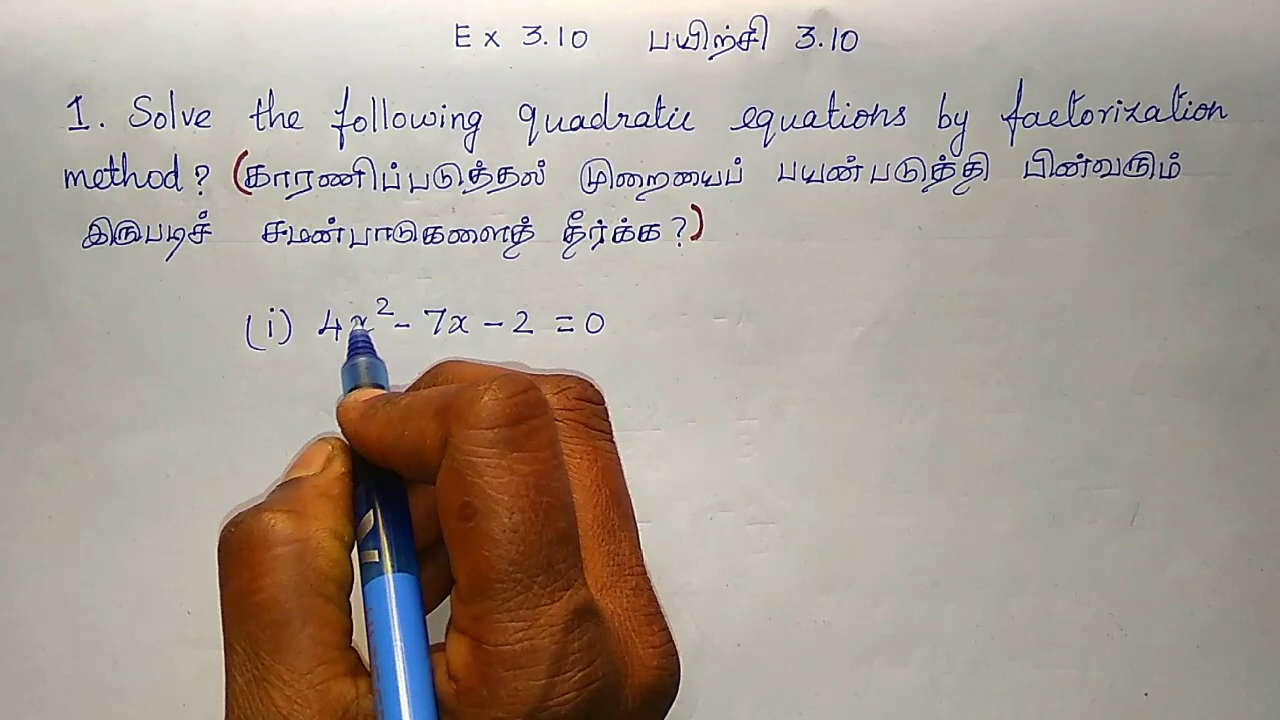 Ex 3.10 பயிற்சி 3.10
1. Solve the following quadratic equations by factorization
method? (காரணிப்படுத்தல் முறையைப் பயன்படுத்தி பின்வரும்
இருபடிச் சமன்பாடுகளைத் தீர்க்க?)
(i) 4x² - 7x - 2 = 0